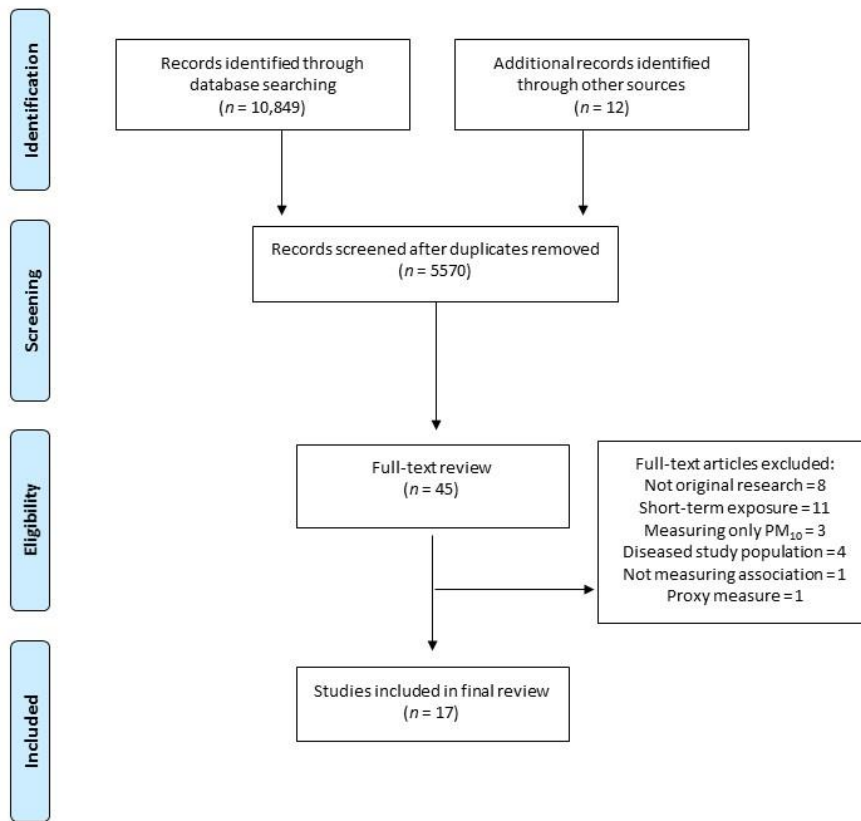 Identification
Records identified through
database searching
(n = 10,849)
Additional records identified
through other sources
(n = 12)
Screening
Records screened after duplicates removed
(n = 5570)
Eligibility
Full-text review
(n = 45)
Full-text articles excluded:
Not original research = 8
Short-term exposure = 11
Measuring only PM₁₀ = 3
Diseased study population = 4
Not measuring association = 1
Proxy measure = 1
Included
Studies included in final review
(n = 17)